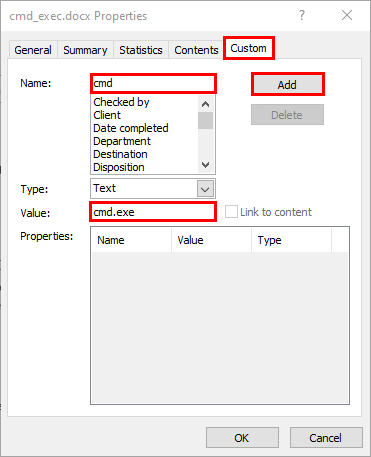 cmd_exec.docx Properties
General Summary Statistics Contents Custom
Name: cmd Add
Checked by
Client
Date completed
Department
Destination
Disposition
Delete
Type: Text
Value: cmd.exe Link to content
Properties: Name Value Type
OK Cancel